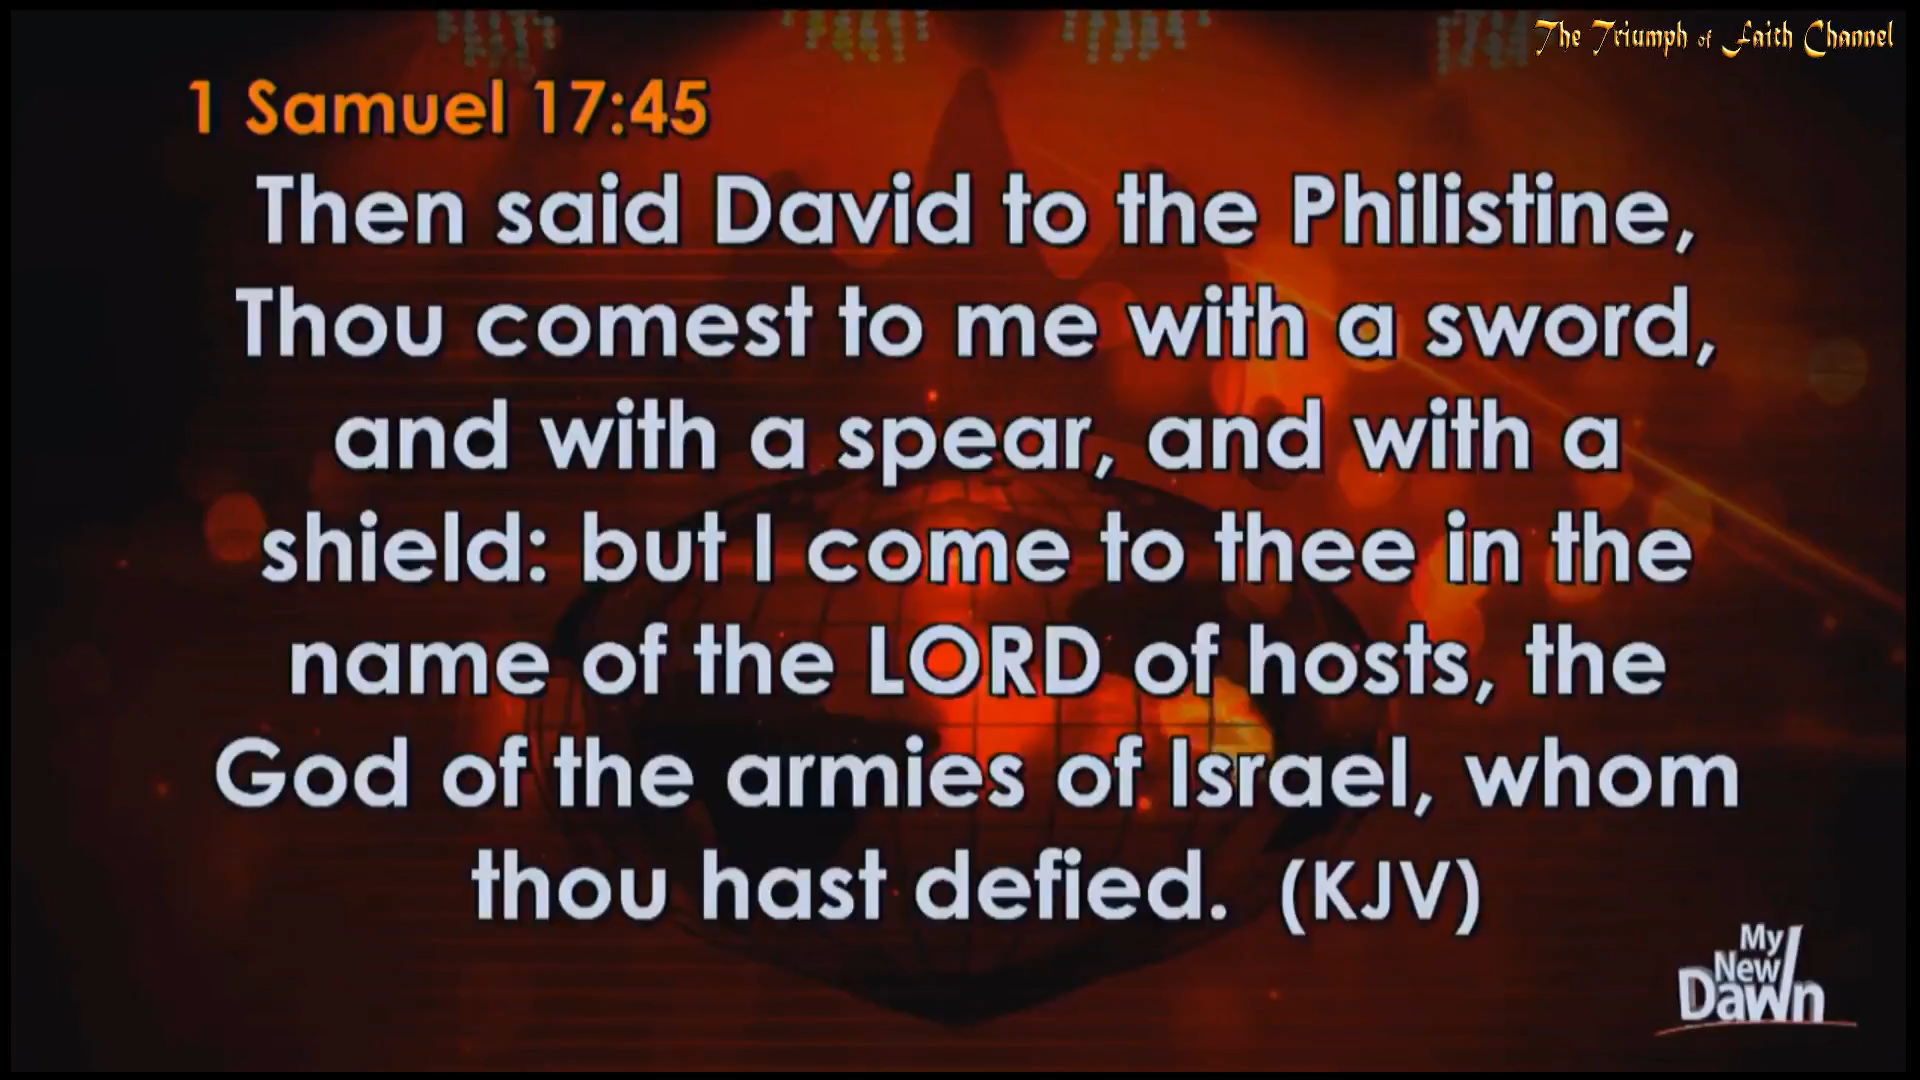 The Triumph of Faith Channel
1 Samuel 17:45
Then said David to the Philistine,
Thou comest to me with a sword,
and with a spear, and with a
shield: but I come to thee in the
name of the LORD of hosts, the
God of the armies of Israel, whom
thou hast defied. (KJV)
My
New
Dawn